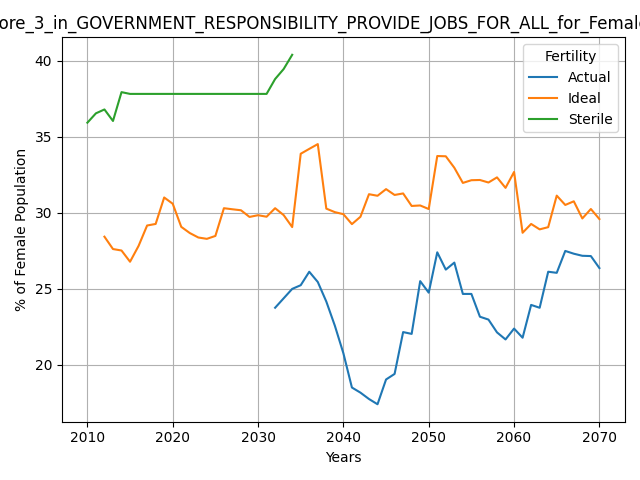 ore_3_in_GOVERNMENT_RESPONSIBILITY_PROVIDE_JOBS_FOR_ALL_for_Female
Fertility
Actual
Ideal
Sterile
% of Female Population
40
35
30
25
20
2010 2020 2030 2040 2050 2060 2070
Years